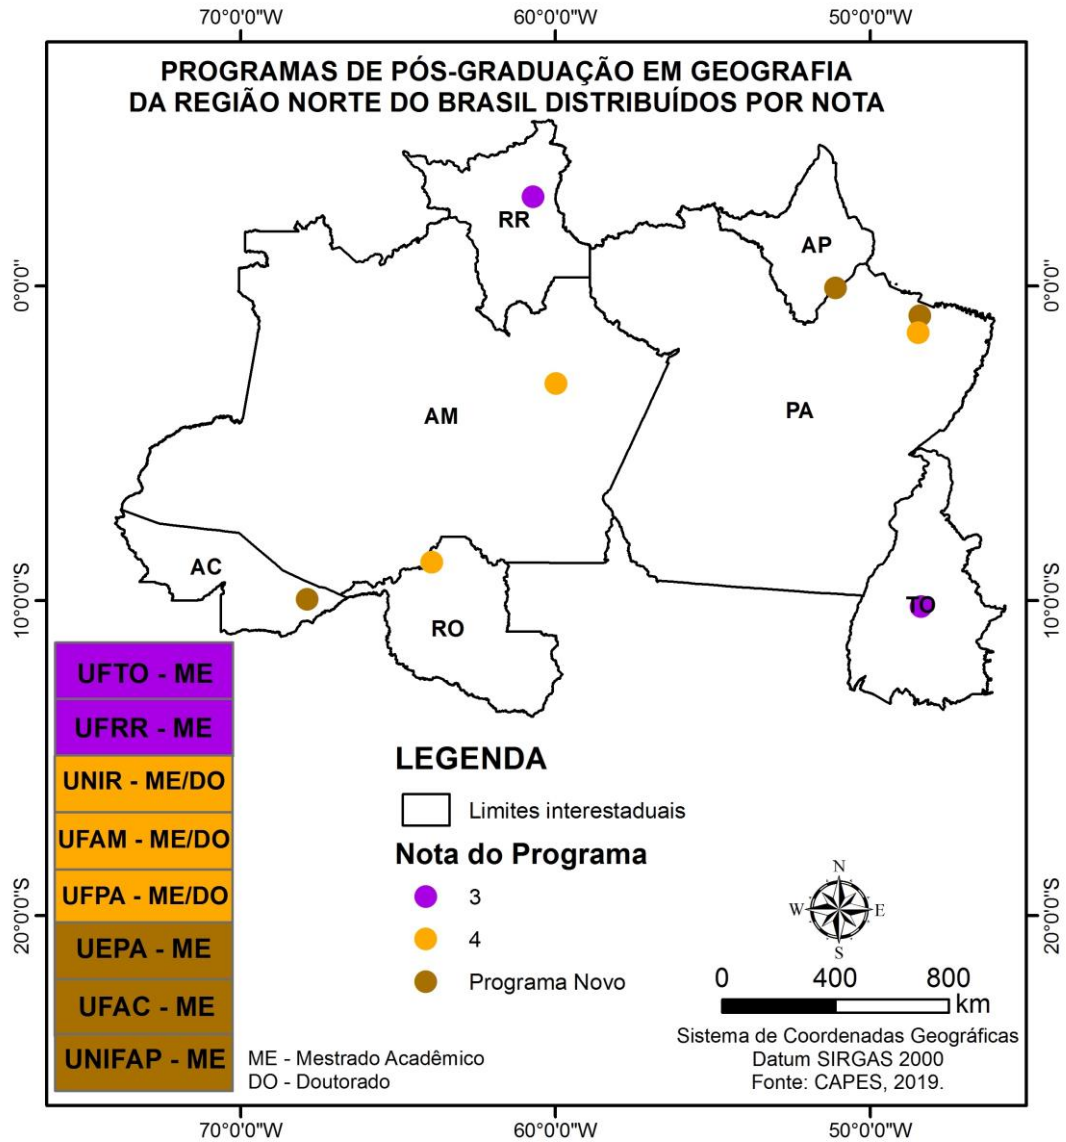 70°0'0"W 60°0'0"W 50°0'0"W
PROGRAMAS DE PÓS-GRADUAÇÃO EM GEOGRAFIA
DA REGIÃO NORTE DO BRASIL DISTRIBUÍDOS POR NOTA
RR
AP
0°0'0" 0°0'0"
AM
PA
AC
TO
10°0'0"S 10°0'0"S
RO
UFTO - ME
UFRR - ME
UNIR - ME/DO
UFAM - ME/DO
UFPA - ME/DO
UEPA - ME
UFAC - ME
UNIFAP - ME
LEGENDA
Limites interestaduais
Nota do Programa
3
4
Programa Novo
ME - Mestrado Acadêmico
DO - Doutorado
N
W E
S
20°0'0"S 20°0'0"S
0 400 800
km
Sistema de Coordenadas Geográficas
Datum SIRGAS 2000
Fonte: CAPES, 2019.
70°0'0"W 60°0'0"W 50°0'0"W